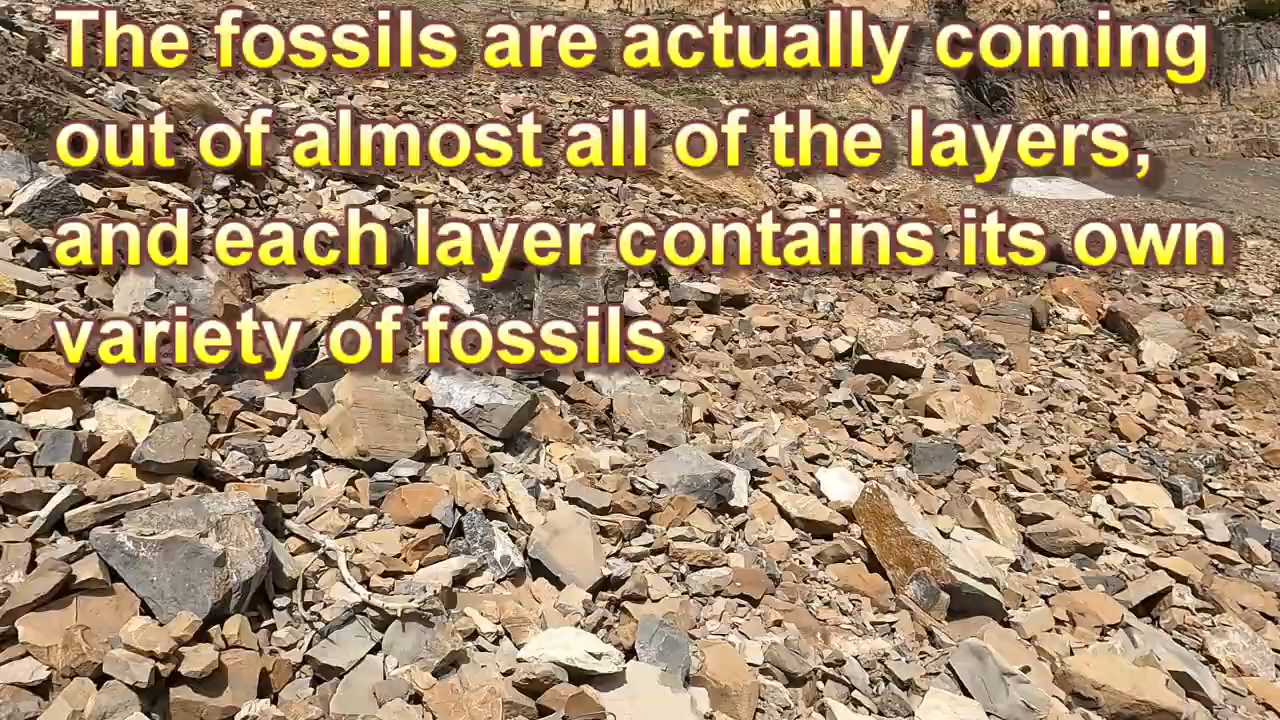 The fossils are actually coming
out of almost all of the layers,
and each layer contains its own
variety of fossils